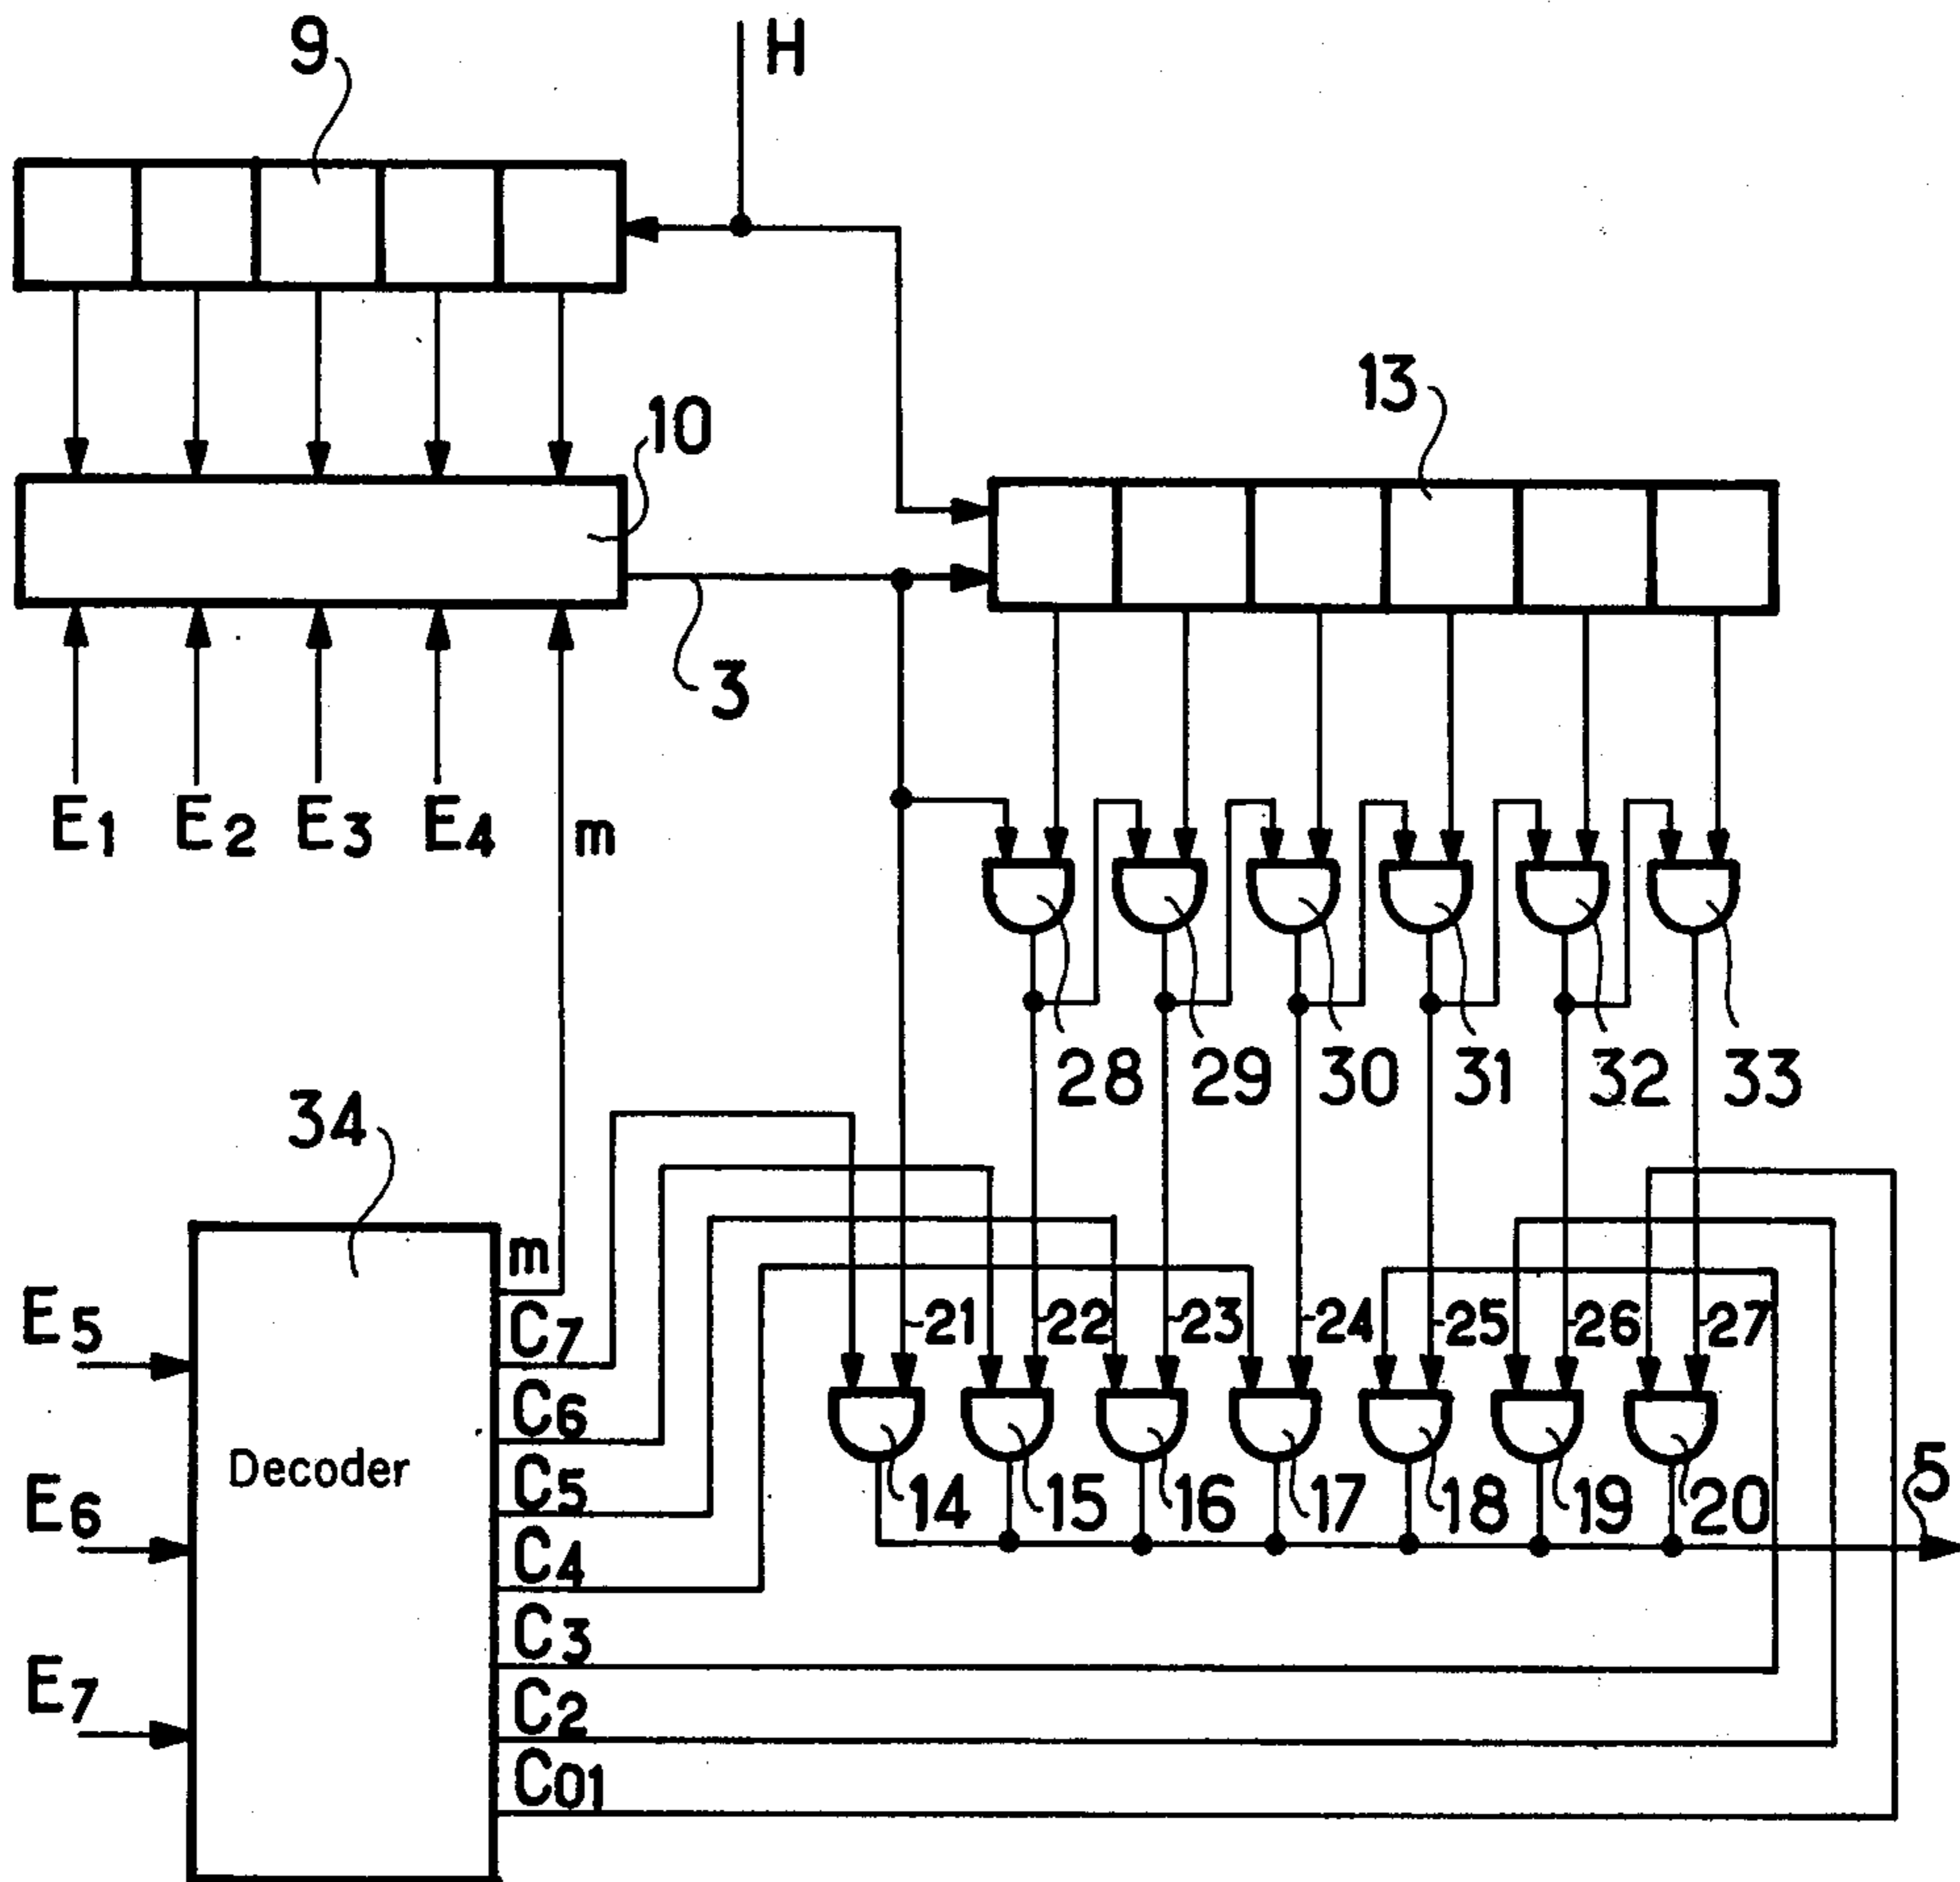 9 H
13
10
3
E1 E2 E3 E4 m
28 29 30 31 32 33
34
m
E5 C7 21 22 23 24 25 26 27
C6
Decoder
E6 C5 14 15 16 17 18 19 20 5
C4
C3
E7 C2
C01